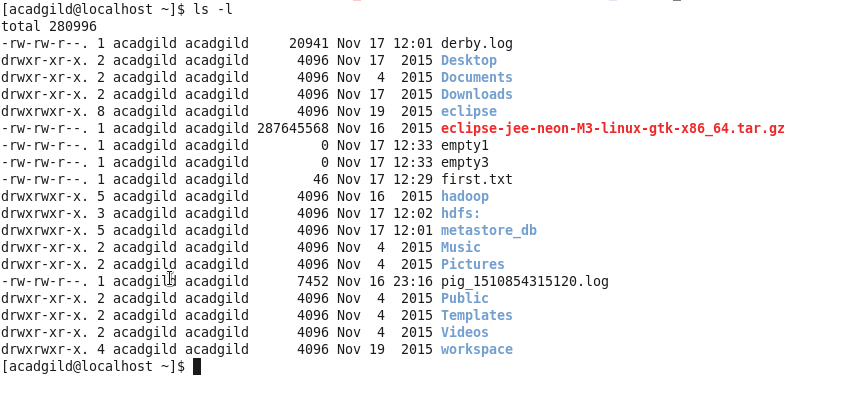 [acadgild@localhost ~]$ ls -l
total 280996
-rw-rw-r--. 1 acadgild acadgild     20941 Nov 17 12:01 derby.log
drwxr-xr-x. 2 acadgild acadgild      4096 Nov 17  2015 Desktop
drwxr-xr-x. 2 acadgild acadgild      4096 Nov  4  2015 Documents
drwxr-xr-x. 2 acadgild acadgild      4096 Nov 17  2015 Downloads
drwxrwxr-x. 8 acadgild acadgild      4096 Nov 19  2015 eclipse
-rw-rw-r--. 1 acadgild acadgild 287645568 Nov 16  2015 eclipse-jee-neon-M3-linux-gtk-x86_64.tar.gz
-rw-rw-r--. 1 acadgild acadgild         0 Nov 17 12:33 empty1
-rw-rw-r--. 1 acadgild acadgild         0 Nov 17 12:33 empty3
-rw-rw-r--. 1 acadgild acadgild        46 Nov 17 12:29 first.txt
drwxrwxr-x. 5 acadgild acadgild      4096 Nov 16  2015 hadoop
drwxrwxr-x. 3 acadgild acadgild      4096 Nov 17 12:02 hdfs:
drwxrwxr-x. 5 acadgild acadgild      4096 Nov 17 12:01 metastore_db
drwxr-xr-x. 2 acadgild acadgild      4096 Nov  4  2015 Music
drwxr-xr-x. 2 acadgild acadgild      4096 Nov  4  2015 Pictures
-rw-rw-r--. 1 acadgild acadgild      7452 Nov 16 23:16 pig_1510854315120.log
drwxr-xr-x. 2 acadgild acadgild      4096 Nov  4  2015 Public
drwxr-xr-x. 2 acadgild acadgild      4096 Nov  4  2015 Templates
drwxr-xr-x. 2 acadgild acadgild      4096 Nov  4  2015 Videos
drwxrwxr-x. 4 acadgild acadgild      4096 Nov 19  2015 workspace
[acadgild@localhost ~]$